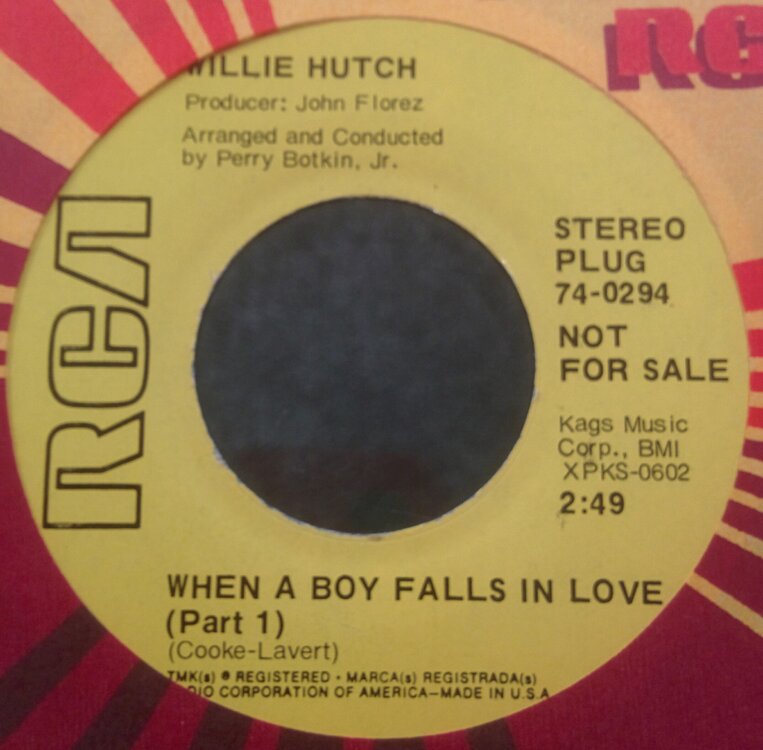 RCA
WILLIE HUTCH
Producer: John Florez
Arranged and Conducted
by Perry Botkin, Jr.
RCA
STEREO
PLUG
74-0294
NOT
FOR SALE
Kags Music
Corp., BMI
XPKS-0602
2:49
WHEN A BOY FALLS IN LOVE
(Part 1)
(Cooke-Lavert)
TMK(s) ® REGISTERED • MARCA(s) REGISTRADA(s)
DIO CORPORATION OF AMERICA—MADE IN U.S.A